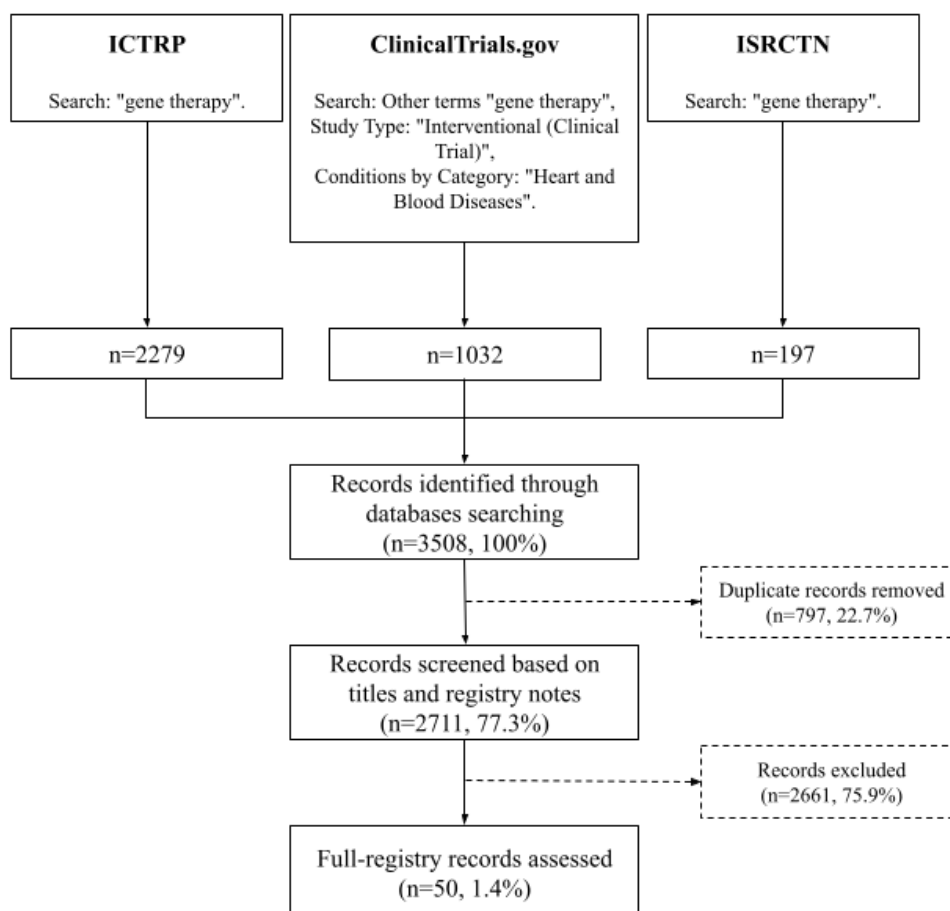 ICTRP
Search: "gene therapy".
ClinicalTrials.gov
Search: Other terms "gene therapy",
Study Type: "Interventional (Clinical
Trial)",
Conditions by Category: "Heart and
Blood Diseases".
ISRCTN
Search: "gene therapy".
n=2279
n=1032
n=197
Records identified through
databases searching
(n=3508, 100%)
Duplicate records removed
(n=797, 22.7%)
Records screened based on
titles and registry notes
(n=2711, 77.3%)
Records excluded
(n=2661, 75.9%)
Full-registry records assessed
(n=50, 1.4%)